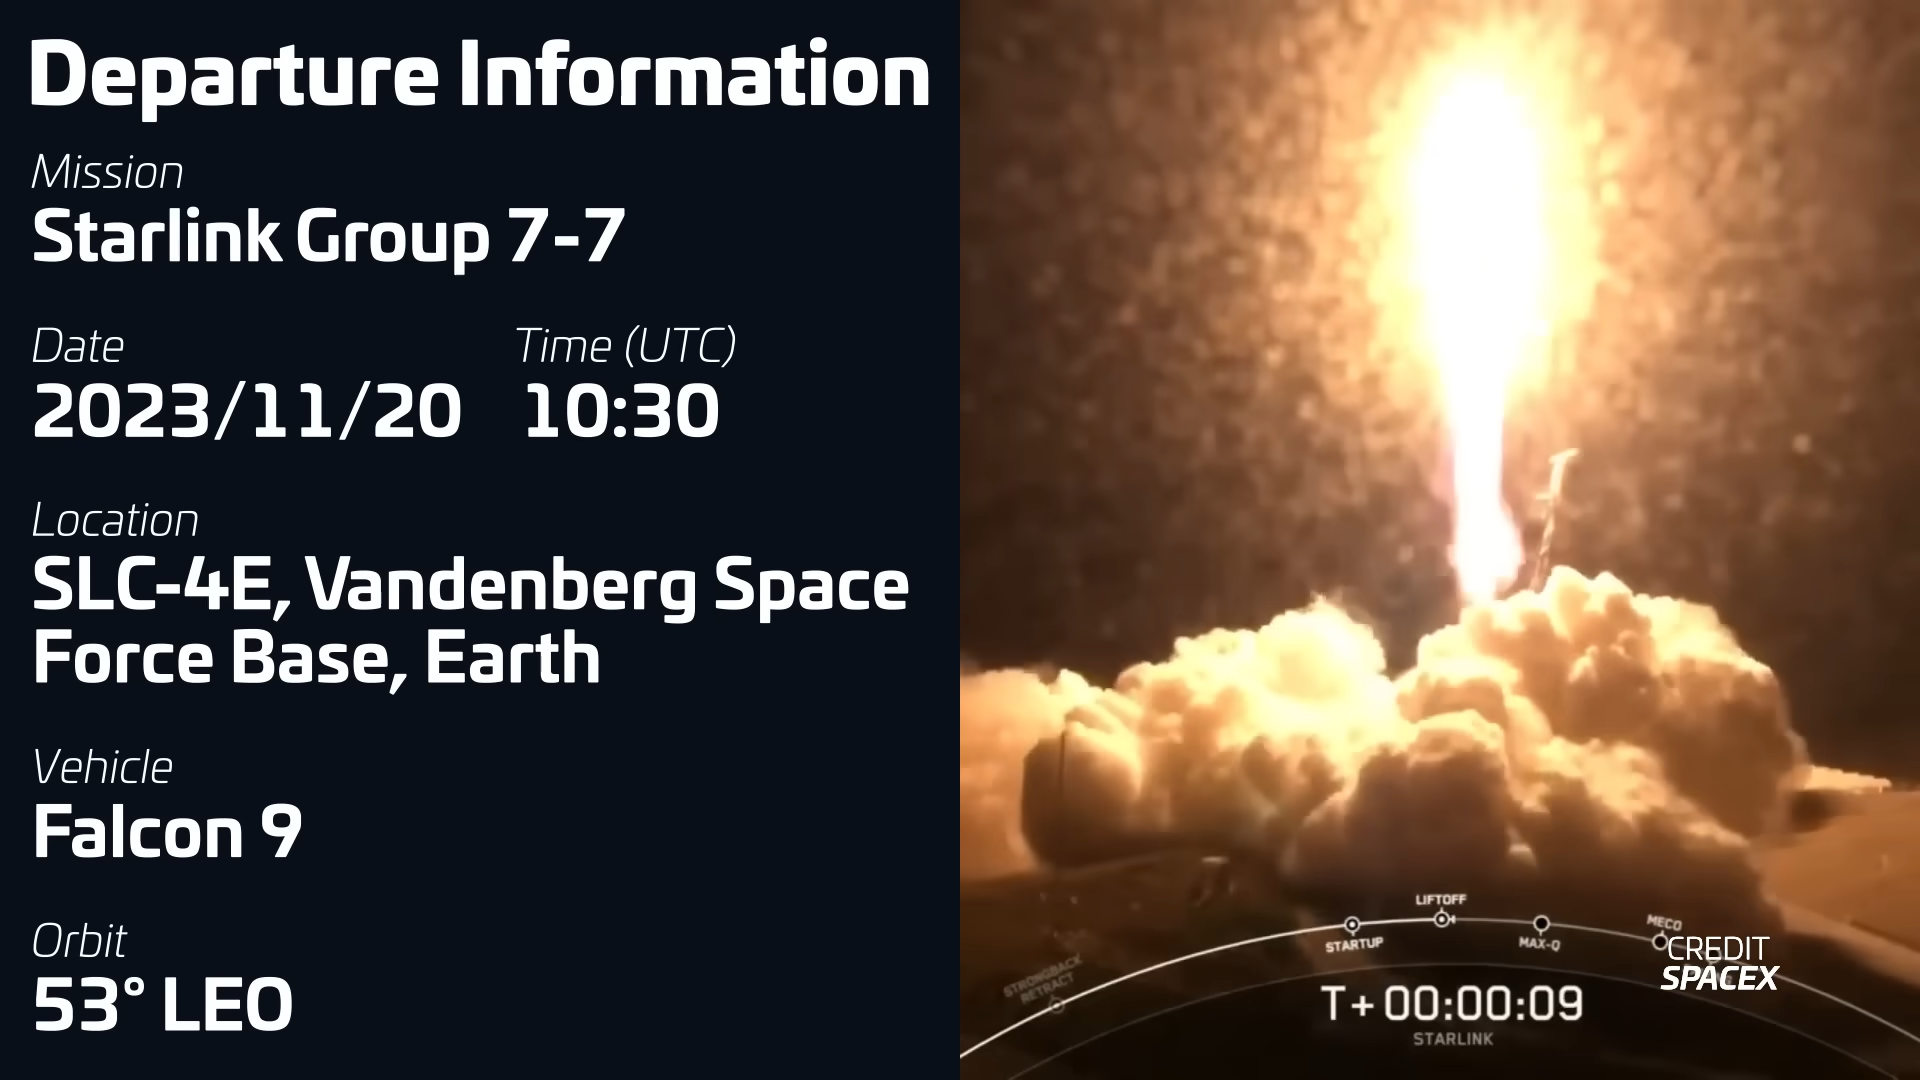 Departure Information
Mission
Starlink Group 7-7
Date
Time (UTC)
2023/11/20
10:30
Location
SLC-4E, Vandenberg Space
Force Base, Earth
Vehicle
Falcon 9
Orbit
53° LEO
STRONGBACK
RETRACT
STARTUP
LIFTOFF
MAX-Q
MECO
CREDIT
SPACEX
T+00:00:09
STARLINK